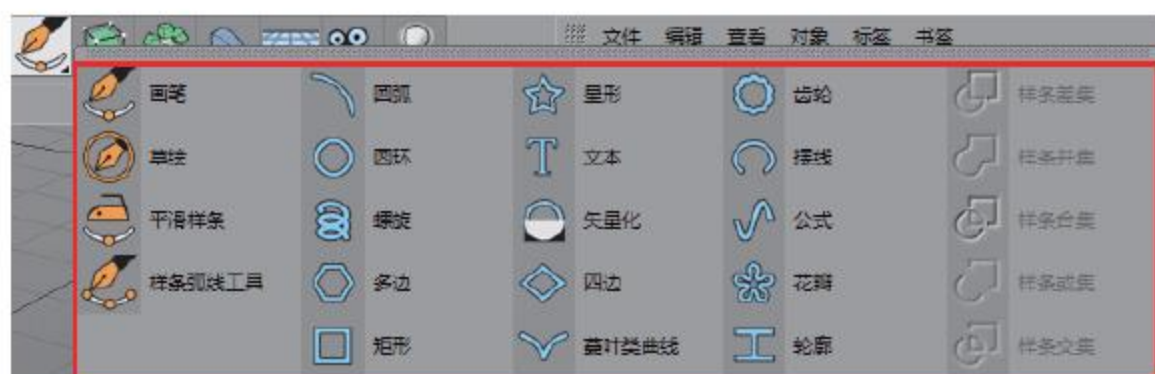 文件 编辑 查看 对象 标签 书签
画笔 圆弧 星形 齿轮 样条差集
草绘 圆环 文本 摆线 样条并集
平滑样条 螺旋 矢量化 公式 样条合集
样条弧线工具 多边 四边 花瓣 样条或集
矩形 蔓叶类曲线 轮廓 样条交集